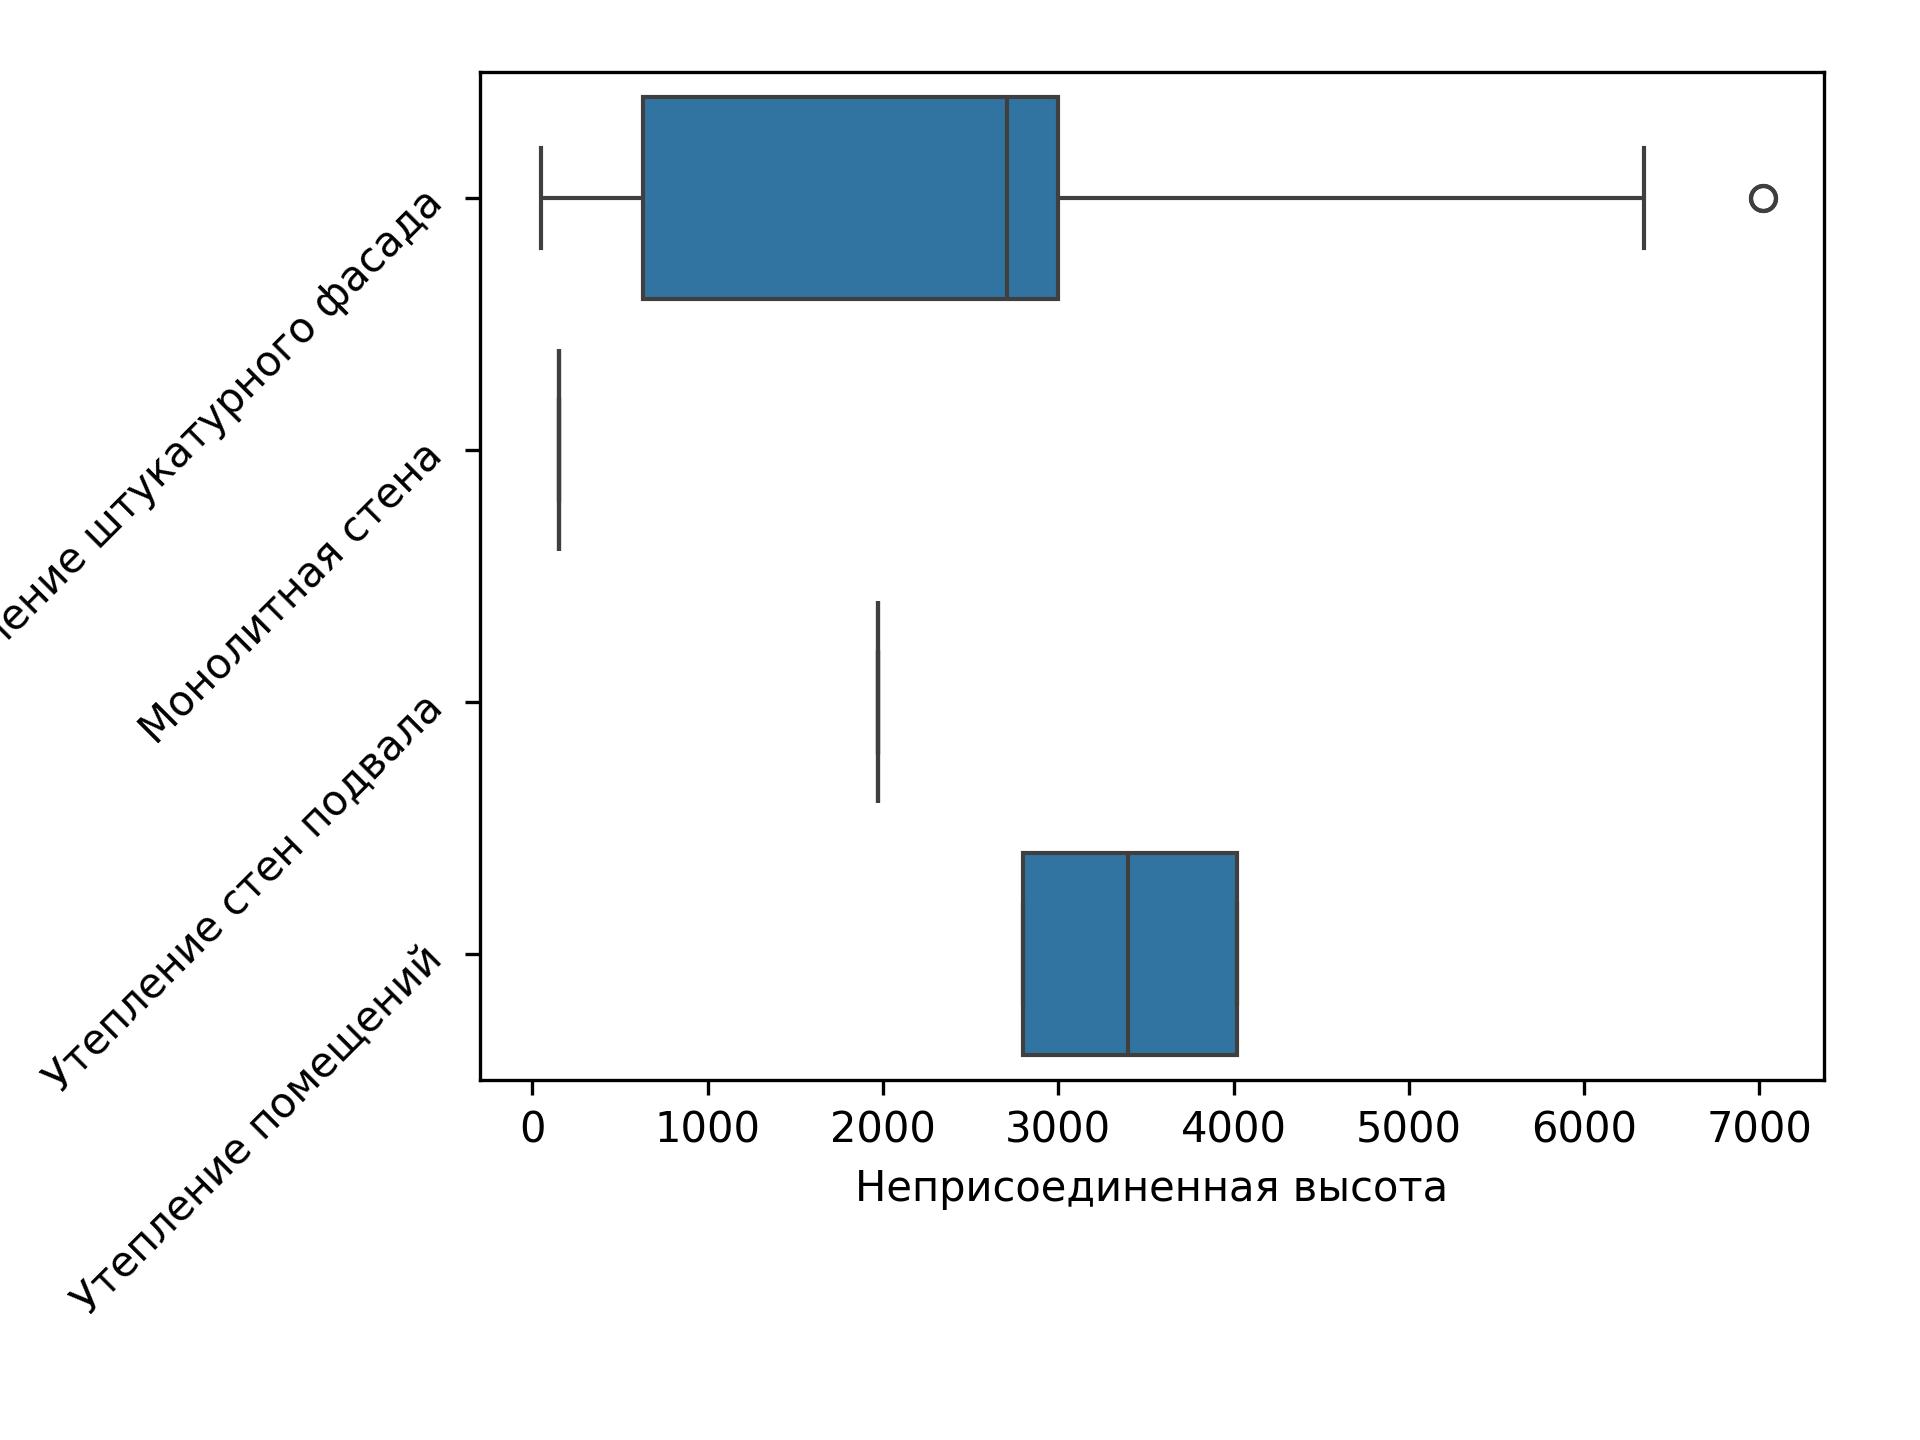 штукатурного фасада
Монолитная стена
Утепление стен подвала
Утепление помещений
0 1000 2000 3000 4000 5000 6000 7000
Неприсоединенная высота